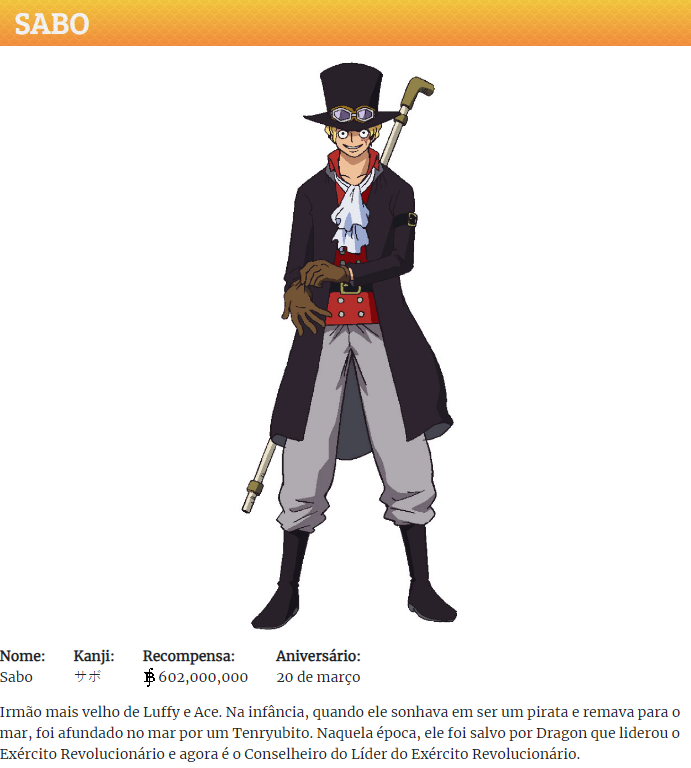 SABO
Nome: Kanji: Recompensa: Aniversário:
Sabo サボ 602,000,000 20 de março
Irmão mais velho de Luffy e Ace. Na infância, quando ele sonhava em ser um pirata e remava para o
mar, foi afundado no mar por um Tenryubito. Naquela época, ele foi salvo por Dragon que liderou o
Exército Revolucionário e agora é o Conselheiro do Líder do Exército Revolucionário.